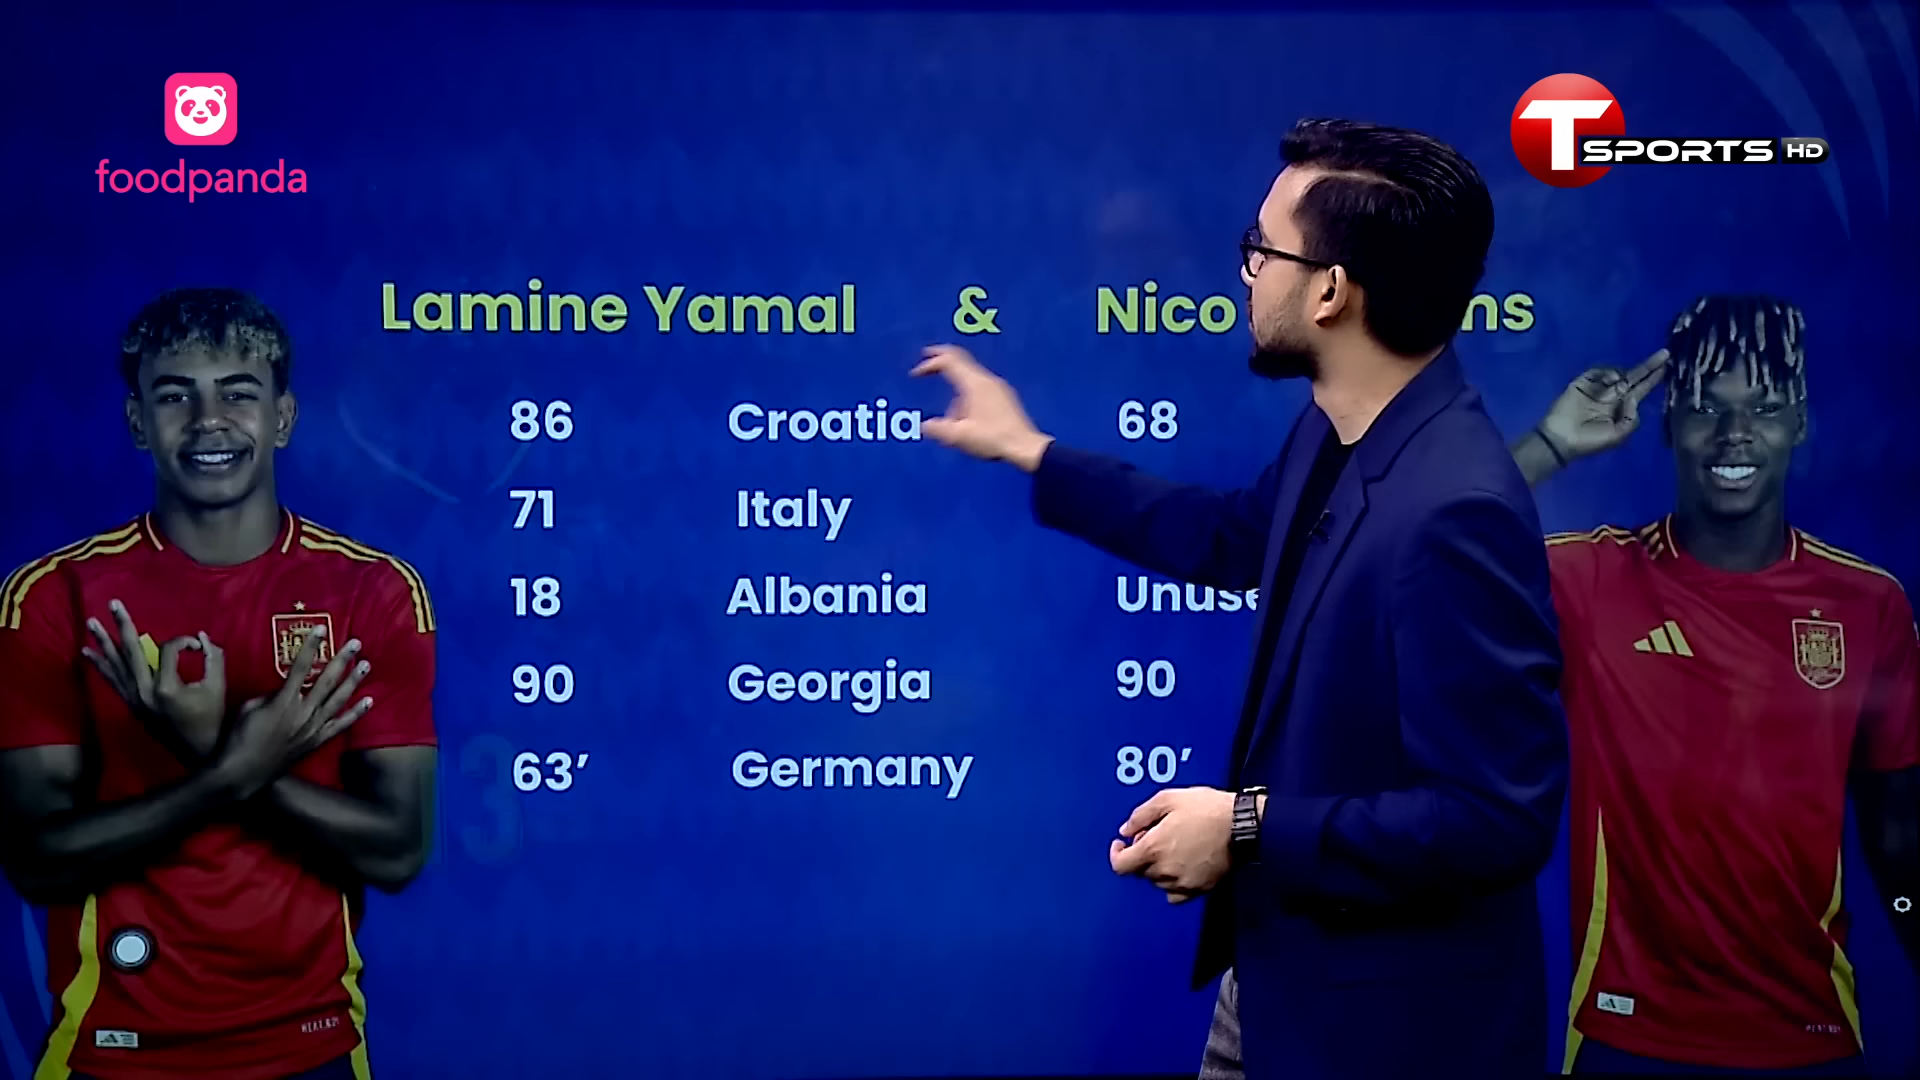 foodpanda
T SPORTS HD
Lamine Yamal & Nico
86 Croatia 68
71 Italy
18 Albania
90 Georgia 90
63’ Germany 80’